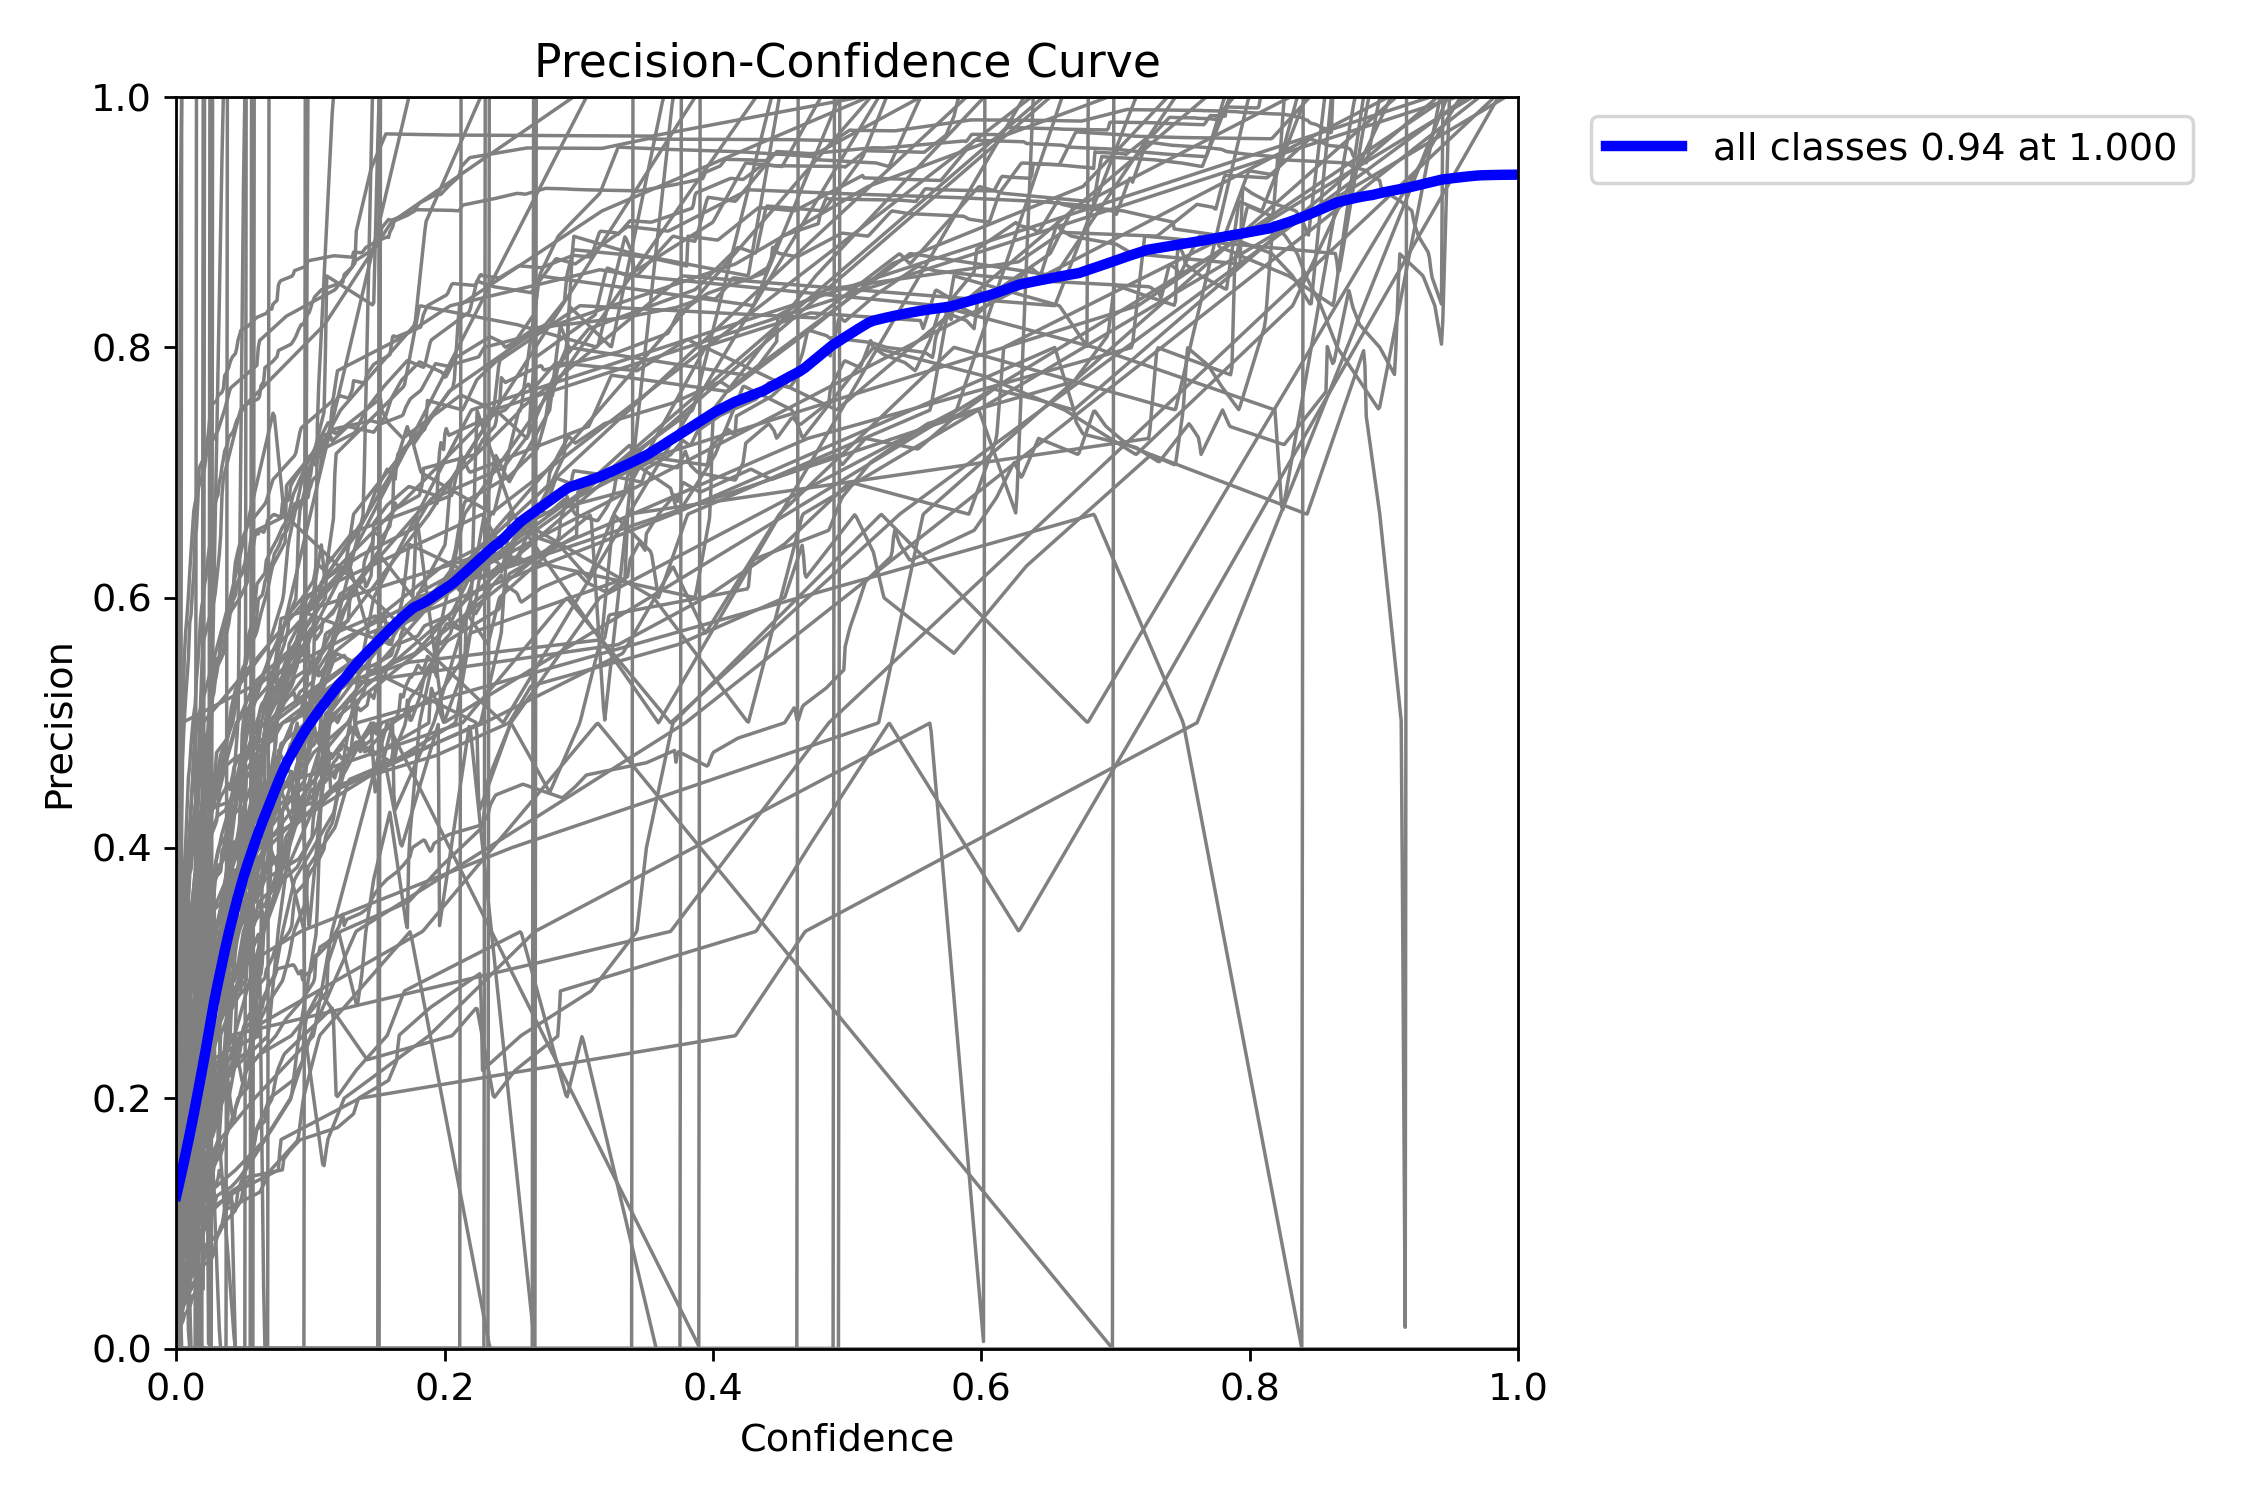 Precision-Confidence Curve
all classes 0.94 at 1.000
1.0
0.8
0.6
0.4
0.2
0.0
Precision
0.0 0.2 0.4 0.6 0.8 1.0
Confidence